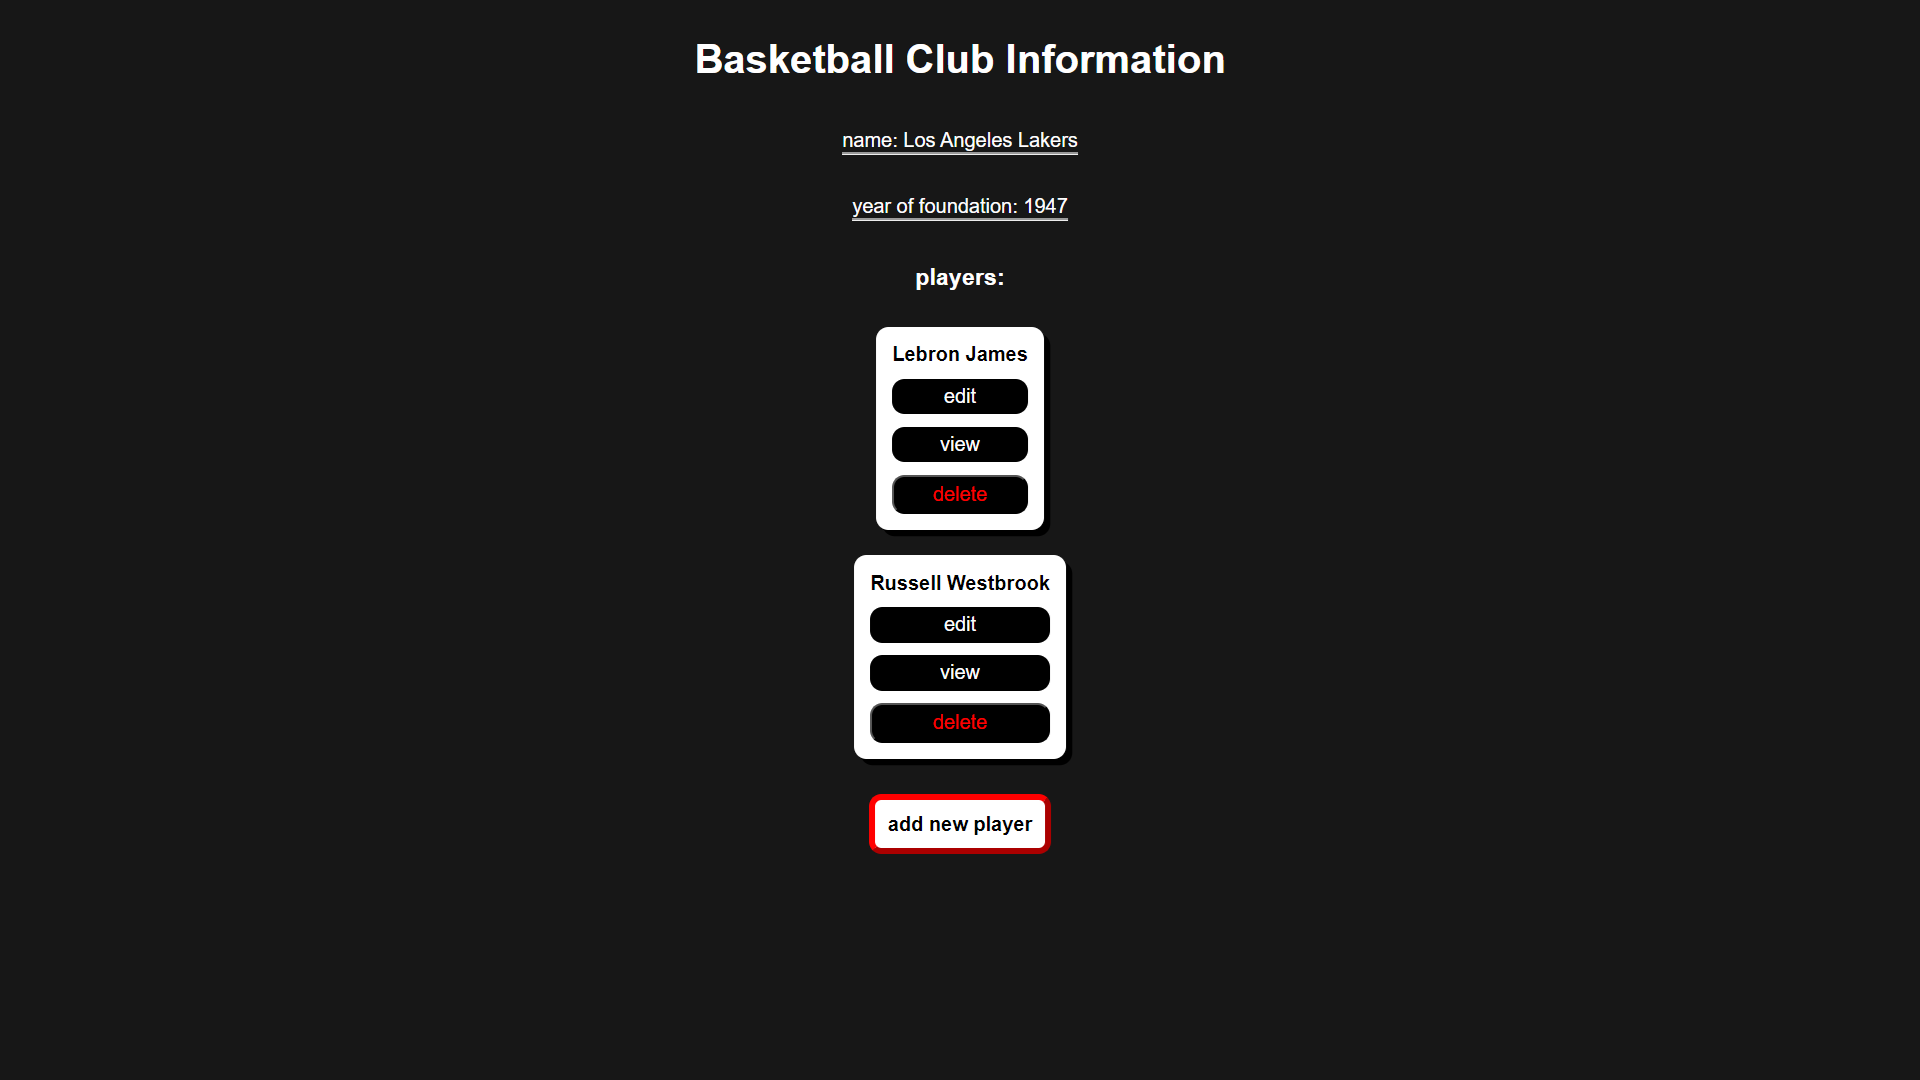 Basketball Club Information
name: Los Angeles Lakers
year of foundation: 1947
players:
Lebron James
edit
view
delete
Russell Westbrook
edit
view
delete
add new player